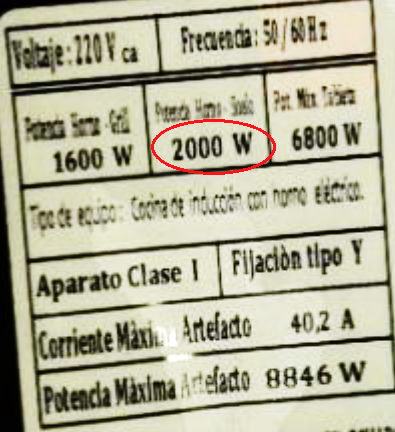 Voltaje: 220 V ca
Frecuencia: 50 / 60 Hz
Potencia Horno - Grill
1600 W
Potencia Horno - Suelo
2000 W
Pot. Máx. Tableta
6800 W
Tipo de equipo: Cocina de inducción con horno eléctrico.
Aparato Clase I
Fijaciòn tipo Y
Corriente Màxima Artefacto 40,2 A
Potencia Màxima Artefacto 8846 W